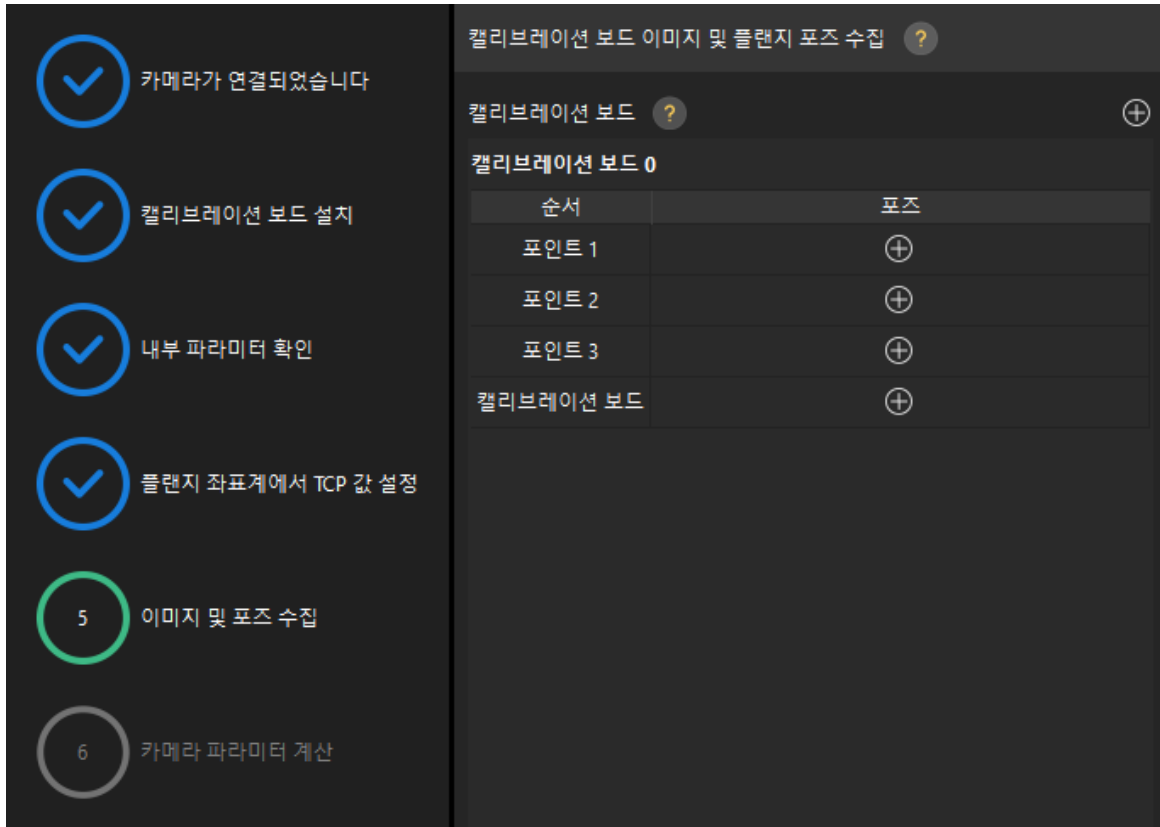 카메라가 연결되었습니다
캘리브레이션 보드 설치
내부 파라미터 확인
플랜지 좌표계에서 TCP 값 설정
5
이미지 및 포즈 수집
6
카메라 파라미터 계산
캘리브레이션 보드 이미지 및 플랜지 포즈 수집 ?
캘리브레이션 보드 ?
캘리브레이션 보드 0
순서 포즈
포인트 1
포인트 2
포인트 3
캘리브레이션 보드